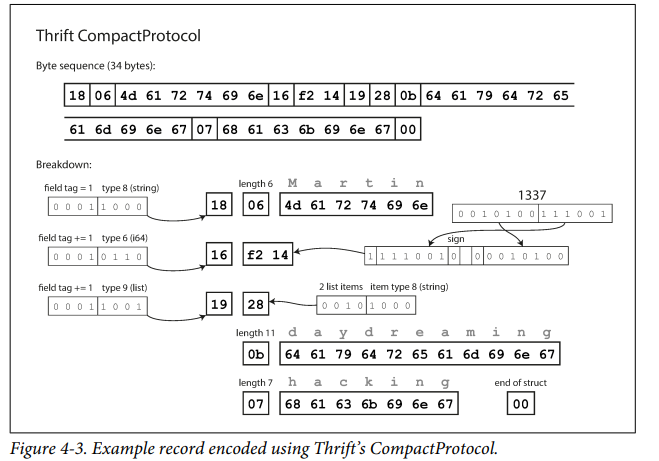 Thrift CompactProtocol
Byte sequence (34 bytes):
18 06 4d 61 72 74 69 6e 16 f2 14 19 28 0b 64 61 79 64 72 65
61 6d 69 6e 67 07 68 61 63 6b 69 6e 67 00
Breakdown:
length 6 M a r t i n
field tag = 1 type 8 (string)
0 0 0 1 1 0 0 0
18 06 4d 61 72 74 69 6e
1337
0 0 1 0 1 0 0 1 1 1 0 0 1
field tag += 1 type 6 (i64)
sign
0 0 0 1 0 1 1 0
16 f2 14
1 1 1 1 0 0 1 0 0 0 0 1 0 1 0 0
field tag += 1 type 9 (list)
2 list items item type 8 (string)
0 0 0 1 1 0 0 1
19 28
0 0 1 0 1 0 0 0
length 11 d a y d r e a m i n g
0b 64 61 79 64 72 65 61 6d 69 6e 67
length 7 h a c k i n g end of struct
07 68 61 63 6b 69 6e 67 00
Figure 4-3. Example record encoded using Thrift's CompactProtocol.